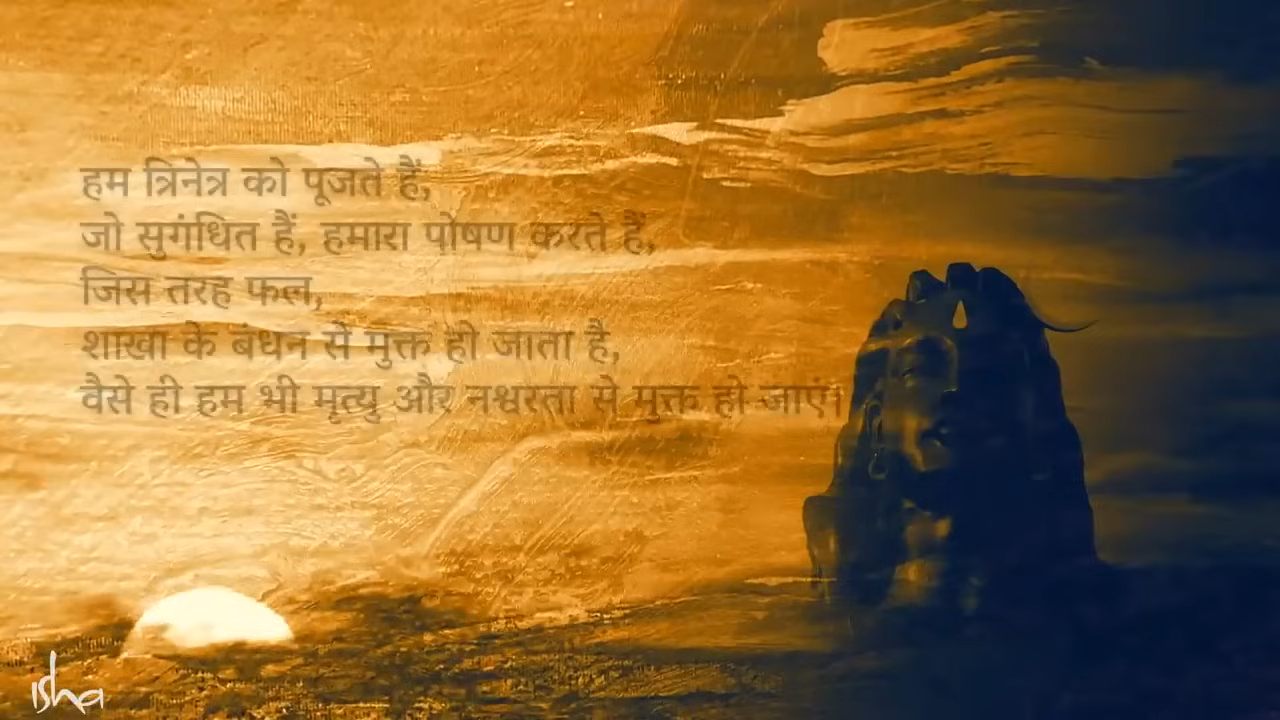 हम त्रिनेत्र को पूजते हैं,
जो सुगंधित हैं, हमारा पोषण करते हैं,
जिस तरह फल,
शाखा के बंधन से मुक्त हो जाता है,
वैसे ही हम भी मृत्यु और नश्वरता से मुक्त हो जाएं।
isha